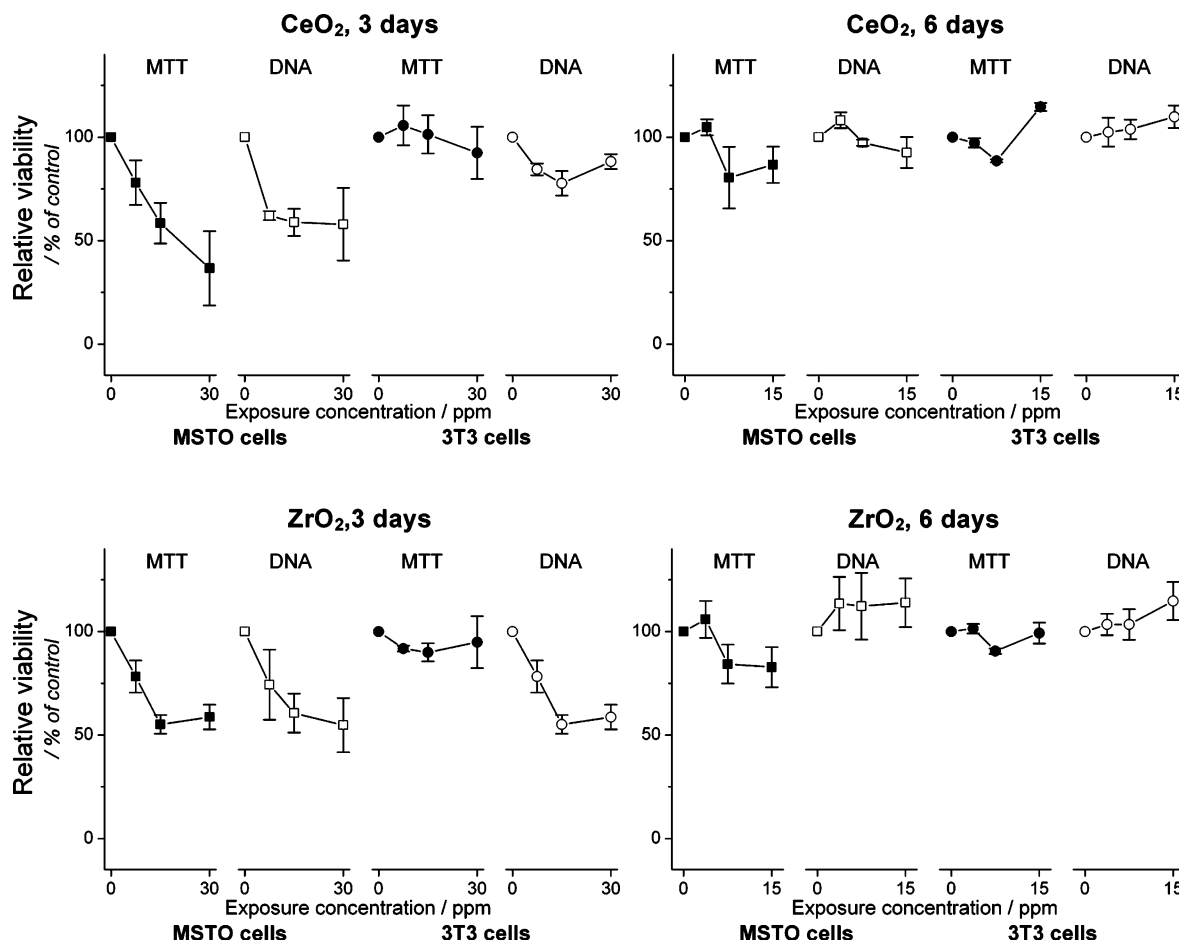 CeO₂, 3 days
MTT DNA MTT DNA
100
50
0
Relative viability
/ % of control
0 30 0 30 0 30 0 30
Exposure concentration / ppm
MSTO cells 3T3 cells
CeO₂, 6 days
MTT DNA MTT DNA
100
50
0
0 15 0 15 0 15 0 15
Exposure concentration / ppm
MSTO cells 3T3 cells
ZrO₂,3 days
MTT DNA MTT DNA
100
50
0
Relative viability
/ % of control
0 30 0 30 0 30 0 30
Exposure concentration / ppm
MSTO cells 3T3 cells
ZrO₂, 6 days
MTT DNA MTT DNA
100
50
0
0 15 0 15 0 15 0 15
Exposure concentration / ppm
MSTO cells 3T3 cells